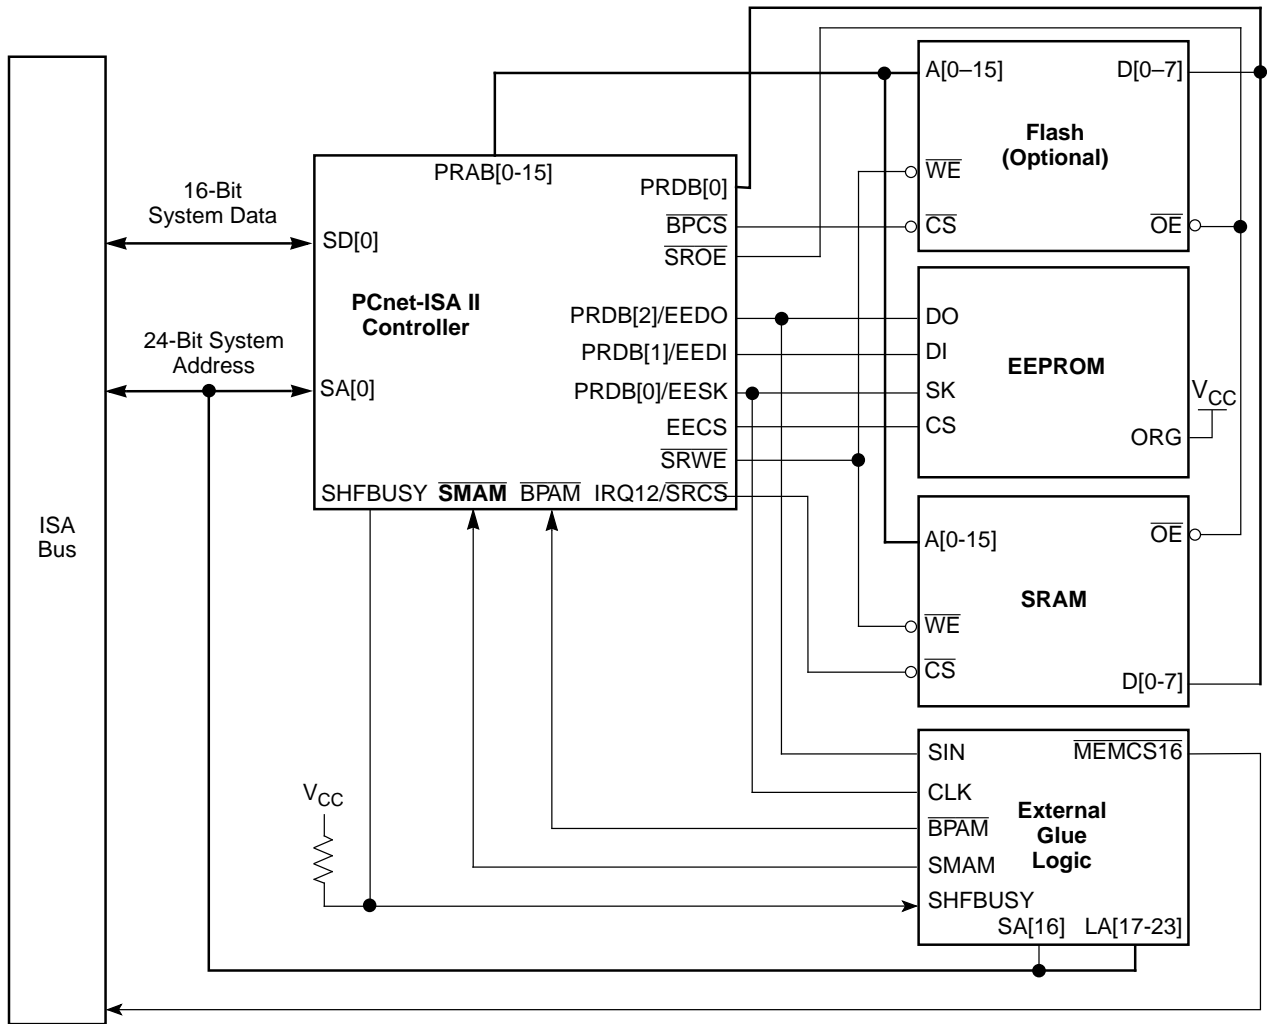 ISA
Bus
16-Bit
System Data
24-Bit System
Address
PRAB[0-15]
SD[0]
PCnet-ISA II
Controller
SA[0]
PRDB[0]
BPCS
SROE
PRDB[2]/EEDO
PRDB[1]/EEDI
PRDB[0]/EESK
EECS
SRWE
SHFBUSY SMAM BPAM IRQ12/SRCS
A[0–15] D[0–7]
Flash
(Optional)
WE
CS OE
DO
DI
EEPROM
SK
CS
VCC
ORG
OE
A[0-15]
SRAM
WE
CS
D[0-7]
SIN MEMCS16
CLK
External
Glue
Logic
BPAM
SMAM
SHFBUSY
SA[16] LA[17-23]
VCC